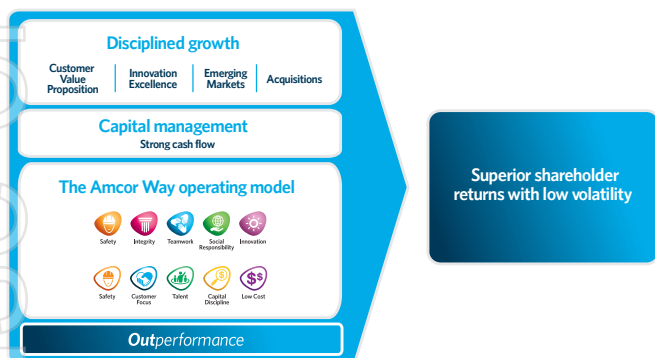 Disciplined growth
Customer
Value
Proposition
Innovation
Excellence
Emerging
Markets
Acquisitions
Capital management
Strong cash flow
The Amcor Way operating model
Safety
Integrity
Teamwork
Social
Responsibility
Innovation
Safety
Customer
Focus
Talent
Capital
Discipline
Low Cost
Outperformance
Superior shareholder
returns with low volatility